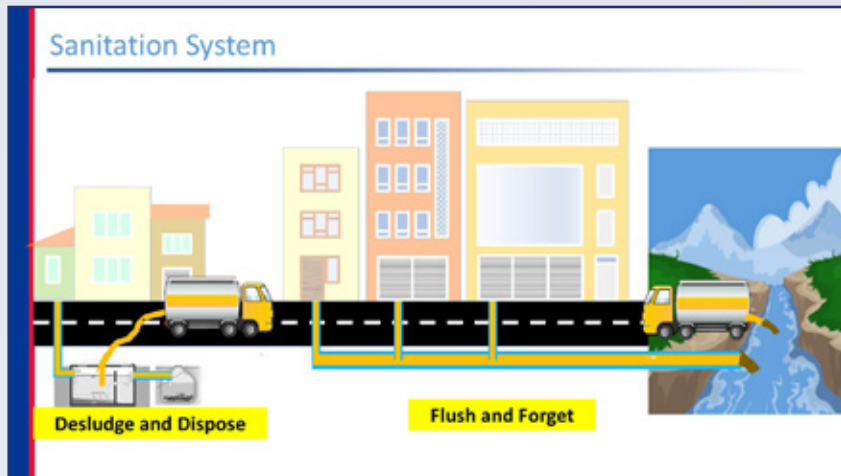 Sanitation System
Desludge and Dispose
Flush and Forget